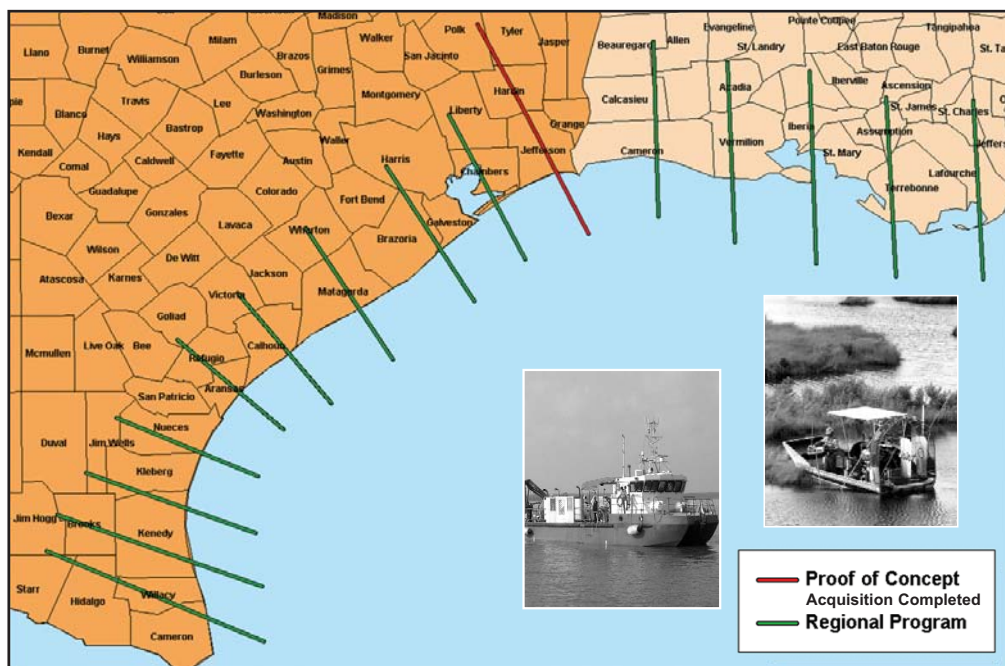 Madison
Polk
Tyler
Pointe Coupee
Evangeline
Tangipahoa
Llano
Burnet
Milam
Brazos
Walker
San Jacinto
Jasper
Beauregard
Allen
St. Landry
East Baton Rouge
St. Ta
Williamson
Grimes
Burleson
Hardin
Montgomery
Liberty
Calcasieu
Acadia
Iberville
Ascension
Travis
Lee
Washington
St. James
St. Charles
Blanco
Hays
Bastrop
Waller
Orange
Iberia
Assumption
Kendall
Comal
Caldwell
Fayette
Austin
Harris
Jefferson
Cameron
Vermilion
St. Mary
Jeffers
Chambers
Lafourche
Guadalupe
Colorado
Fort Bend
Terrebonne
Bexar
Gonzales
Lavaca
Wharton
Galveston
Brazoria
Wilson
De Witt
Atascosa
Karnes
Jackson
Victoria
Matagorda
Goliad
Mcmullen
Live Oak
Bee
Calhoun
Refugio
Aransas
San Patricio
Nueces
Duval
Jim Wells
Kleberg
Jim Hogg
Brooks
Kenedy
Starr
Hidalgo
Willacy
Cameron
Proof of Concept
Acquisition Completed
Regional Program